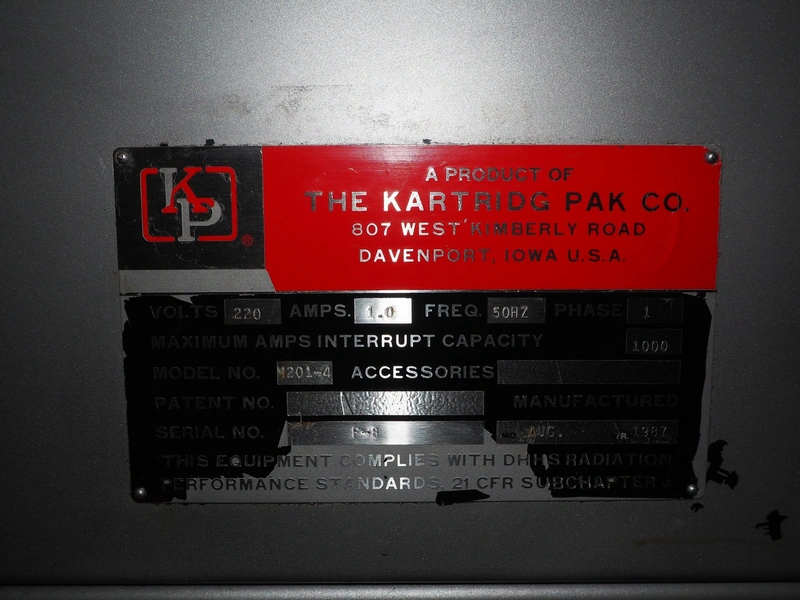 KP ®
A PRODUCT OF
THE KARTRIDG PAK CO.
807 WEST KIMBERLY ROAD
DAVENPORT, IOWA U.S.A.
VOLTS 220 AMPS. 1.0 FREQ. 50HZ PHASE 1
MAXIMUM AMPS INTERRUPT CAPACITY 1000
MODEL NO. M201-4 ACCESSORIES
PATENT NO. MANUFACTURED
SERIAL NO. MO AUG. YR. 1987
THIS EQUIPMENT COMPLIES WITH DHHS RADIATION
PERFORMANCE STANDARDS. 21 CFR SUBCHAPTER J.